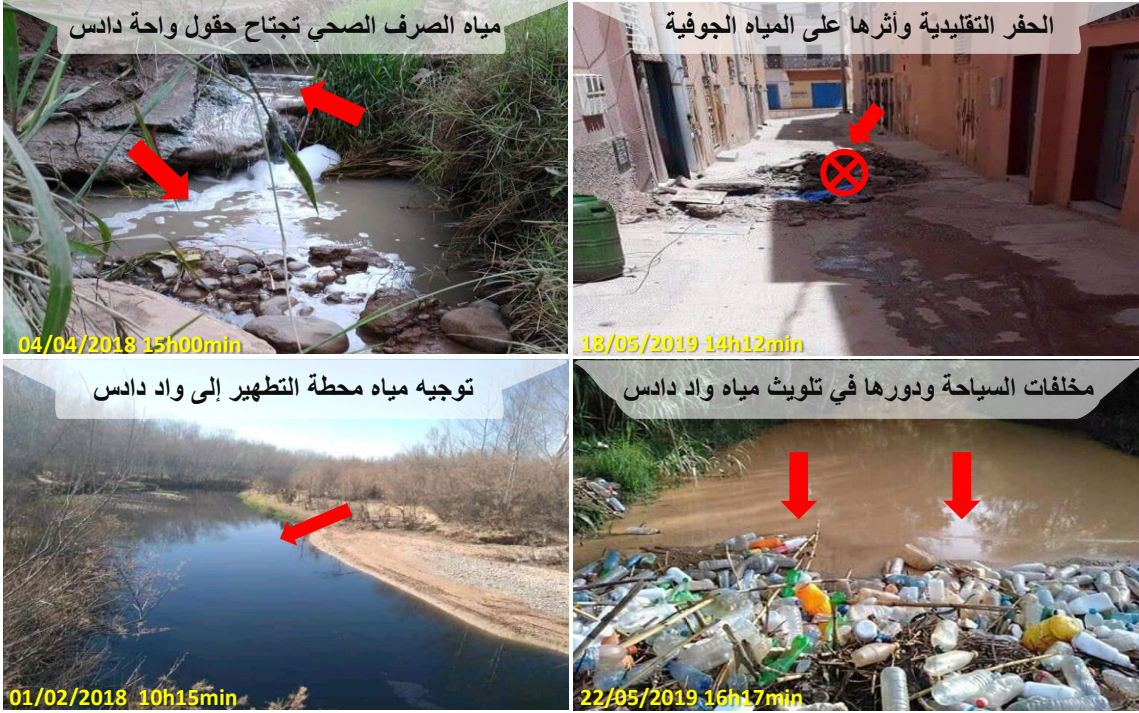 مياه الصرف الصحي تجتاح حقول واحة دادس
04/04/2018 15h00min
الحفر التقليدية وأثرها على المياه الجوفية
18/05/2019 14h12min
توجيه مياه محطة التطهير إلى واد دادس
01/02/2018 10h15min
مخلفات السياحة ودورها في تلويث مياه واد دادس
22/05/2019 16h17min